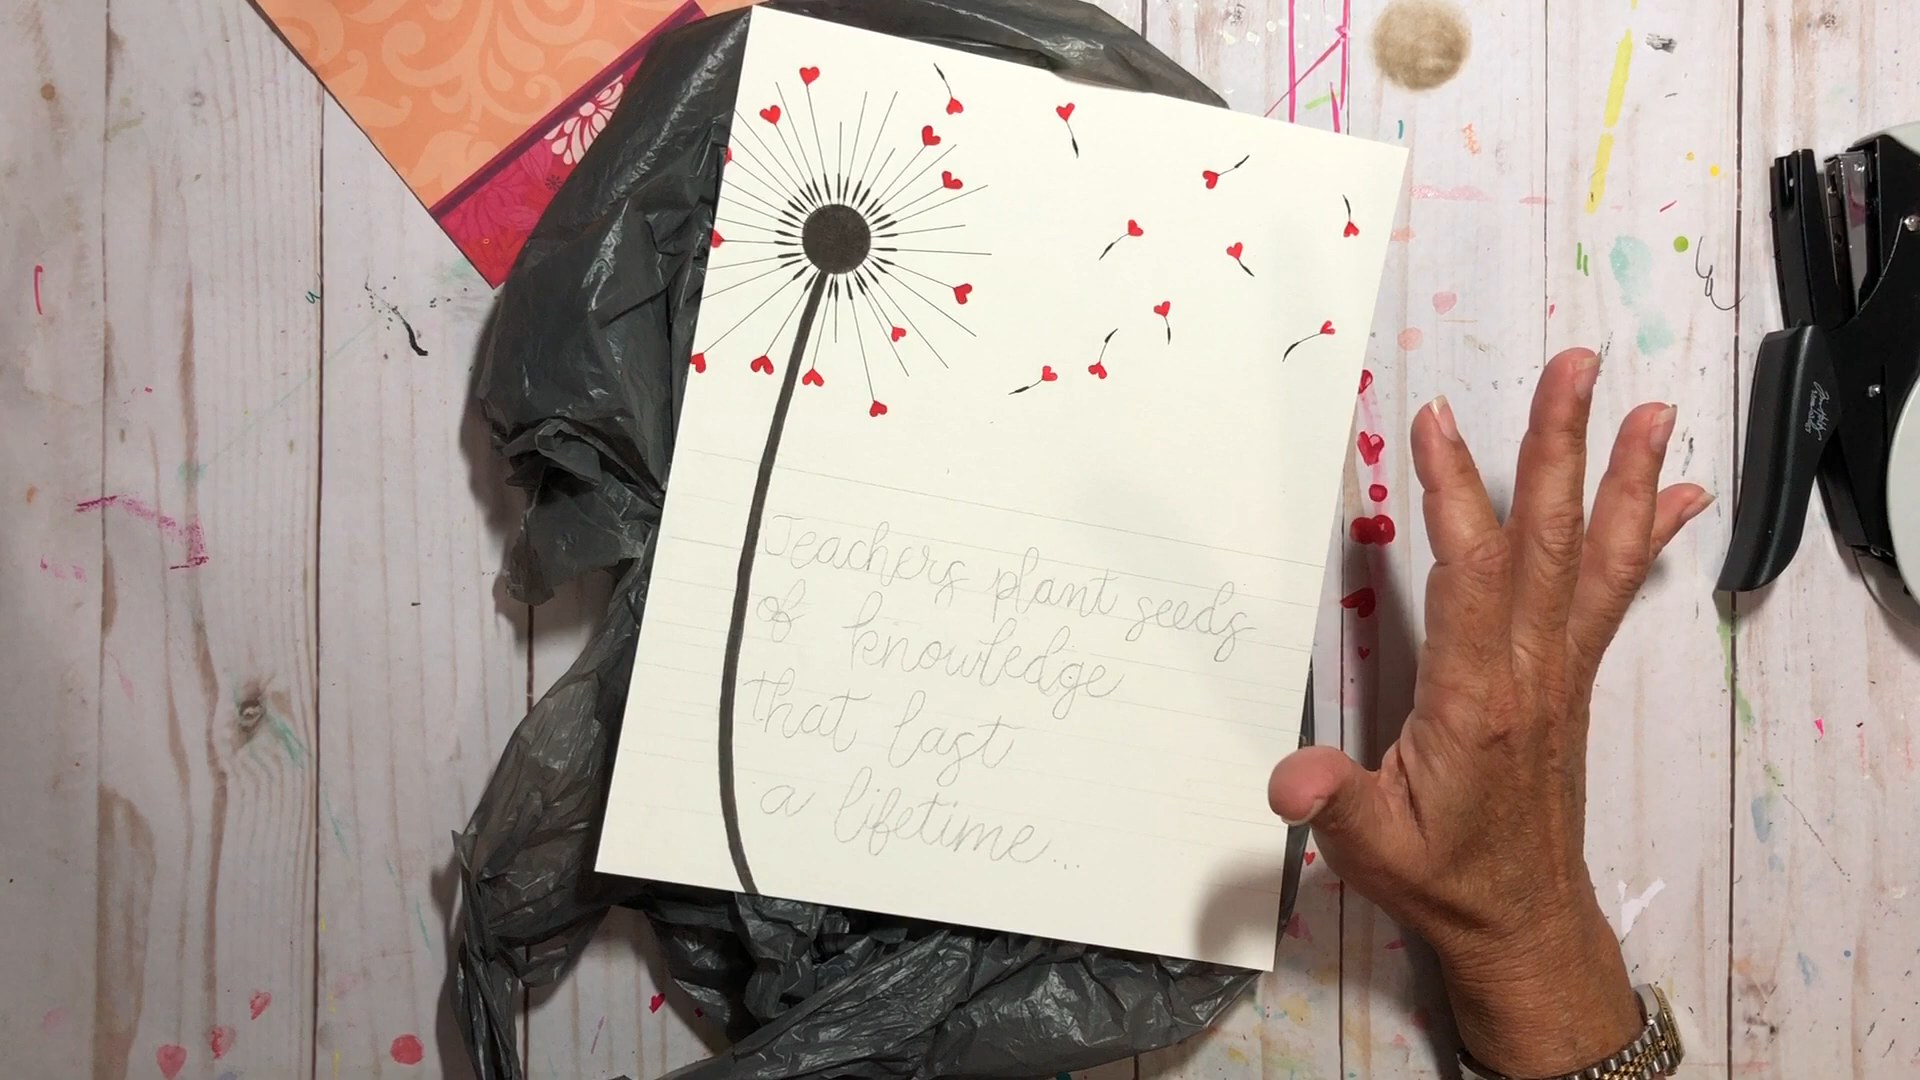 Teachers plant seeds
of knowledge
that last
a lifetime...